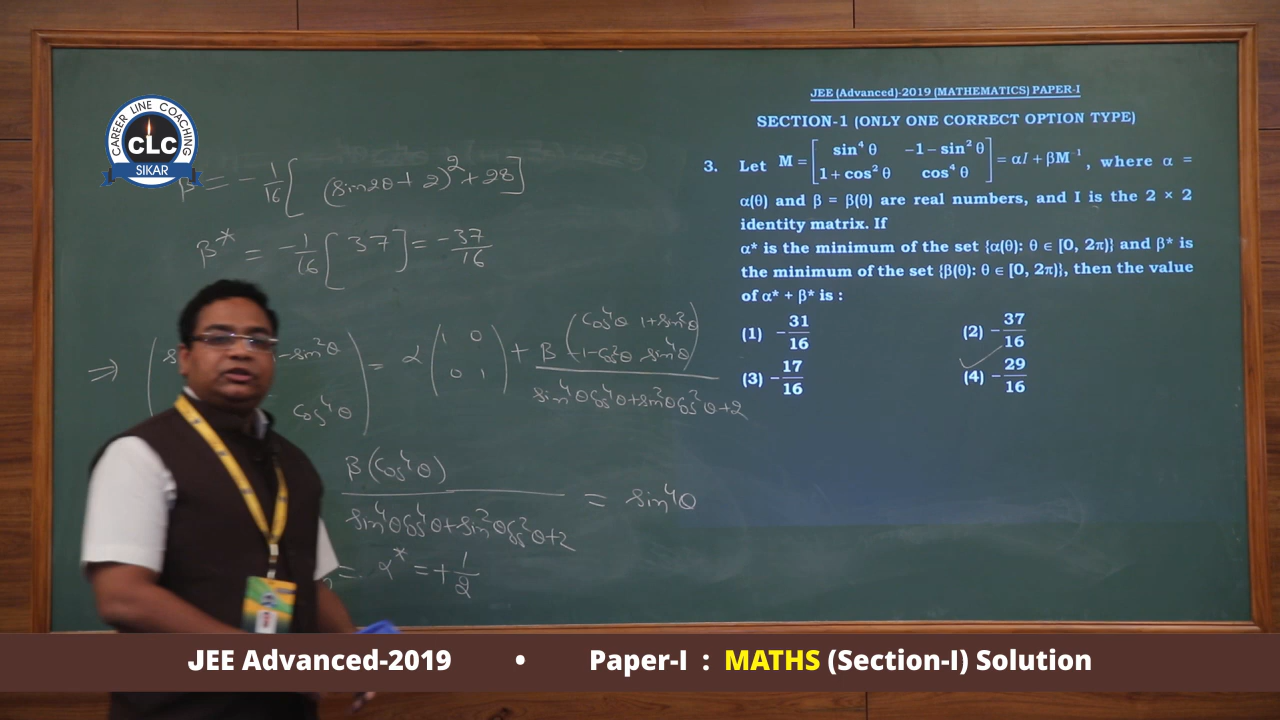 CAREER LINE COACHING
CLC
SIKAR
β = - 1/16 [ (sin2θ + 2)² + 28 ]
β* = -1/16 [ 37 ] = -37/16
⇒ ( -sin²θ cos⁴θ ) = α ( 1 0 0 1 ) + β ( cos⁴θ 1+sin²θ -1-cos²θ sin⁴θ ) / sin⁴θcos⁴θ+sin²θcos²θ+2
β(cos⁴θ) / sin⁴θcos⁴θ+sin²θcos²θ+2 = sin⁴θ
= α* = +1/2
JEE (Advanced)-2019 (MATHEMATICS) PAPER-I
SECTION-1 (ONLY ONE CORRECT OPTION TYPE)
3. Let M = [ sin⁴ θ -1 - sin² θ 1 + cos² θ cos⁴ θ ] = αI + βM⁻¹, where α =
α(θ) and β = β(θ) are real numbers, and I is the 2 × 2
identity matrix. If
α* is the minimum of the set {α(θ): θ ∈ [0, 2π)} and β* is
the minimum of the set {β(θ): θ ∈ [0, 2π)}, then the value
of α* + β* is :
(1) -31/16 (2) -37/16
(3) -17/16 (4) -29/16
JEE Advanced-2019 • Paper-I : MATHS (Section-I) Solution